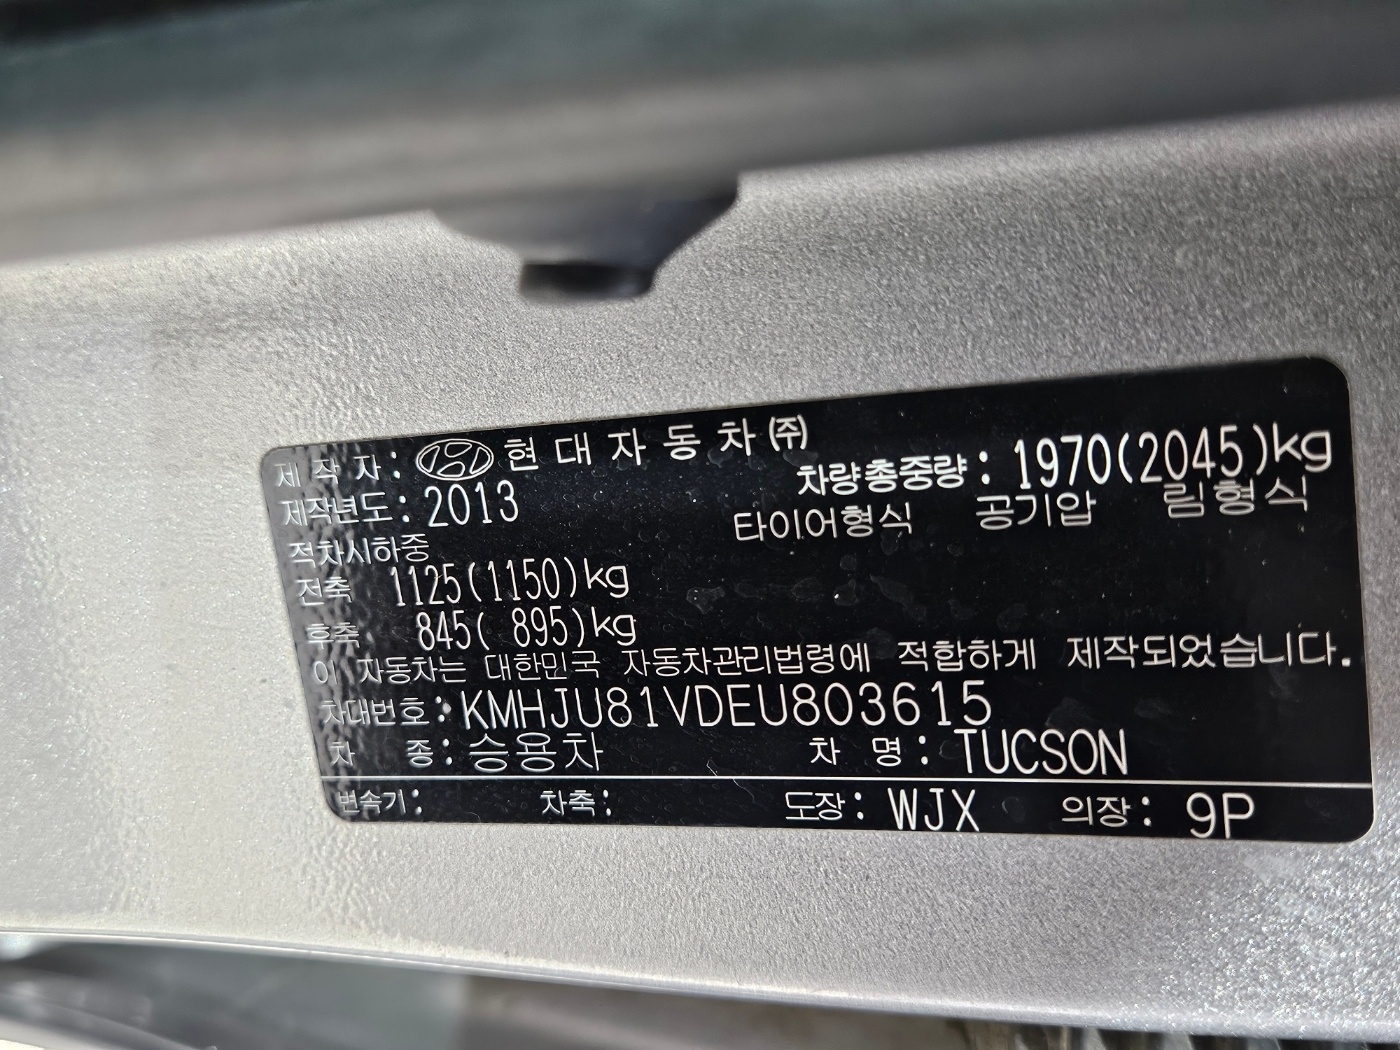 제 작 자 : 현 대 자 동 차 ㈜
차량총중량 : 1970(2045)kg
제작년도 : 2013
타이어형식 공기압 림형식
적차시하중
전축 1125(1150)kg
후축 845( 895)kg
이 자동차는 대한민국 자동차관리법령에 적합하게 제작되었습니다.
차대번호 : KMHJU81VDEU803615
차 종 : 승용차 차 명 : TUCSON
변속기 : 차축 : 도장 : WJX 의장 : 9P